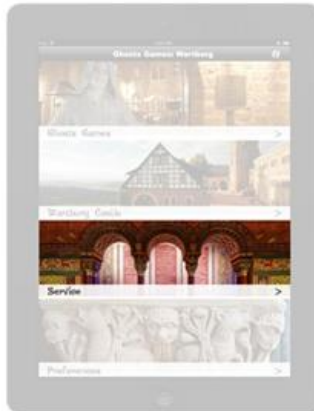 Ghosts Games Wartburg
Ghosts Games >
Wartburg Castle >
Service >
Preferences >